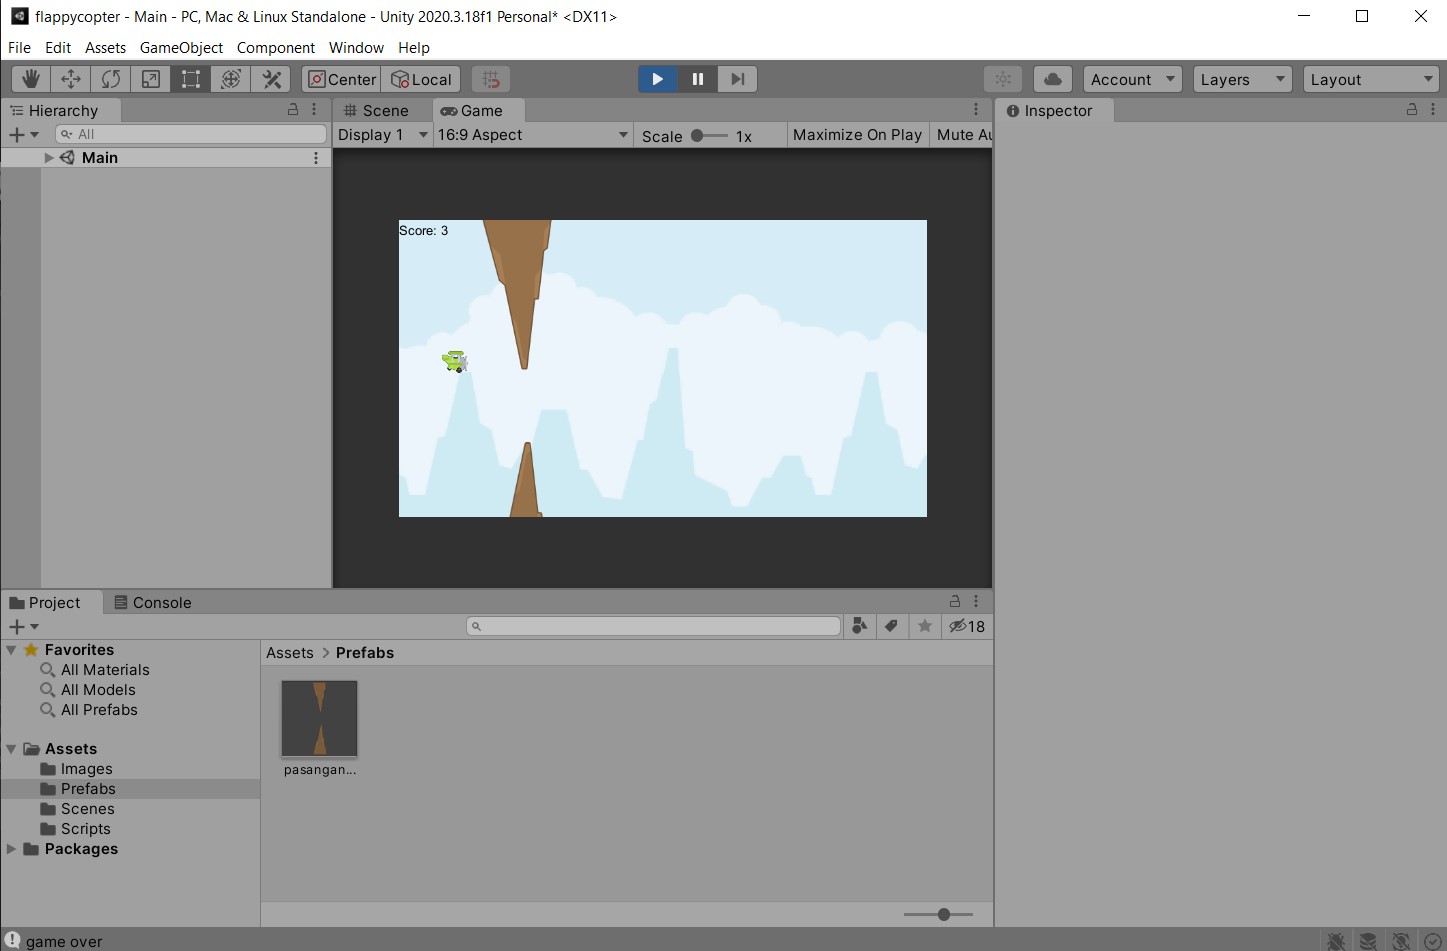 flappycopter - Main - PC, Mac & Linux Standalone - Unity 2020.3.18f1 Personal* <DX11>
File Edit Assets GameObject Component Window Help
Center Local Account Layers Layout
Hierarchy Scene Game Inspector
All Display 1 16:9 Aspect Scale 1x Maximize On Play Mute Au
Main
Score: 3
Project Console
18
Favorites Assets > Prefabs
All Materials
All Models
All Prefabs
Assets
Images pasangan...
Prefabs
Scenes
Scripts
Packages
game over